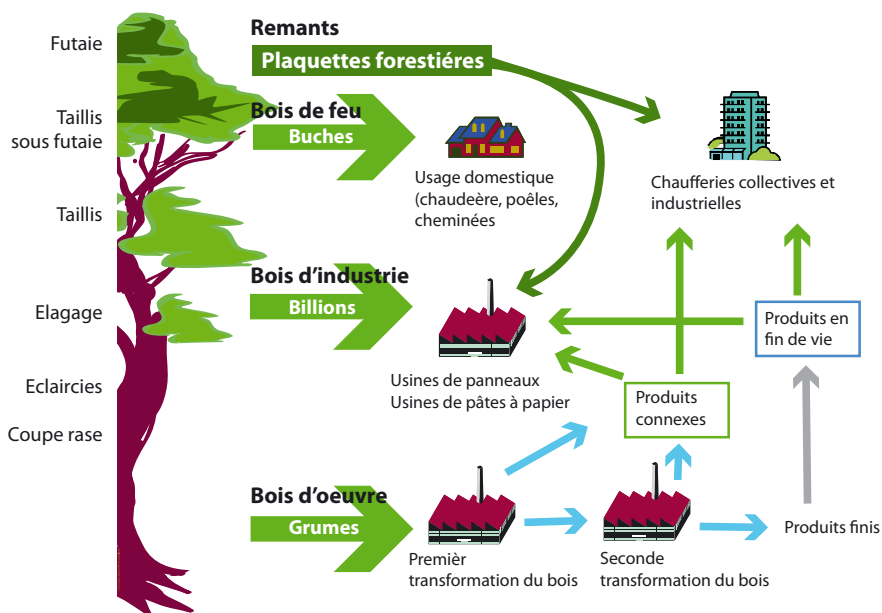 Futaie
Taillis
sous futaie
Taillis
Elagage
Eclaircies
Coupe rase
Remants
Plaquettes forestiéres
Bois de feu
Buches
Usage domestique
(chaudeère, poêles,
cheminées
Chaufferies collectives et
industrielles
Bois d'industrie
Billions
Usines de panneaux
Usines de pâtes à papier
Produits
connexes
Produits en
fin de vie
Bois d'oeuvre
Grumes
Premièr
transformation du bois
Seconde
transformation du bois
Produits finis